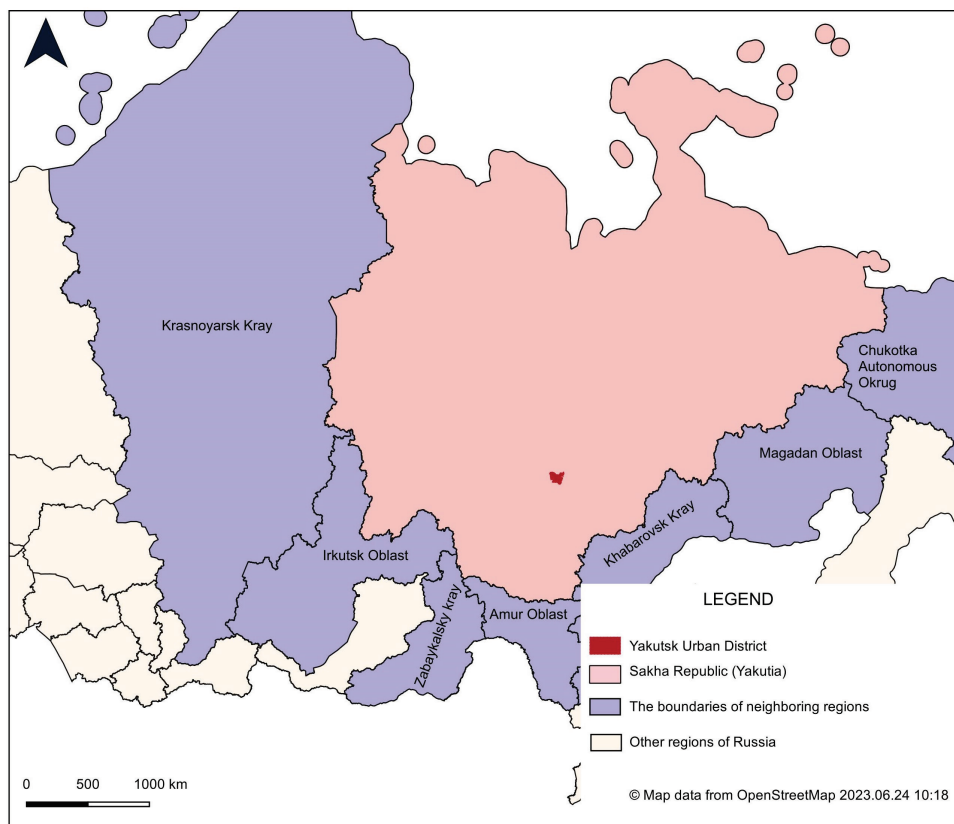 Krasnoyarsk Kray
Chukotka
Autonomous
Okrug
Magadan Oblast
Khabarovsk Kray
Irkutsk Oblast
Zabaykalsky kray
Amur Oblast
LEGEND
Yakutsk Urban District
Sakha Republic (Yakutia)
The boundaries of neighboring regions
Other regions of Russia
0 500 1000 km
© Map data from OpenStreetMap 2023.06.24 10:18